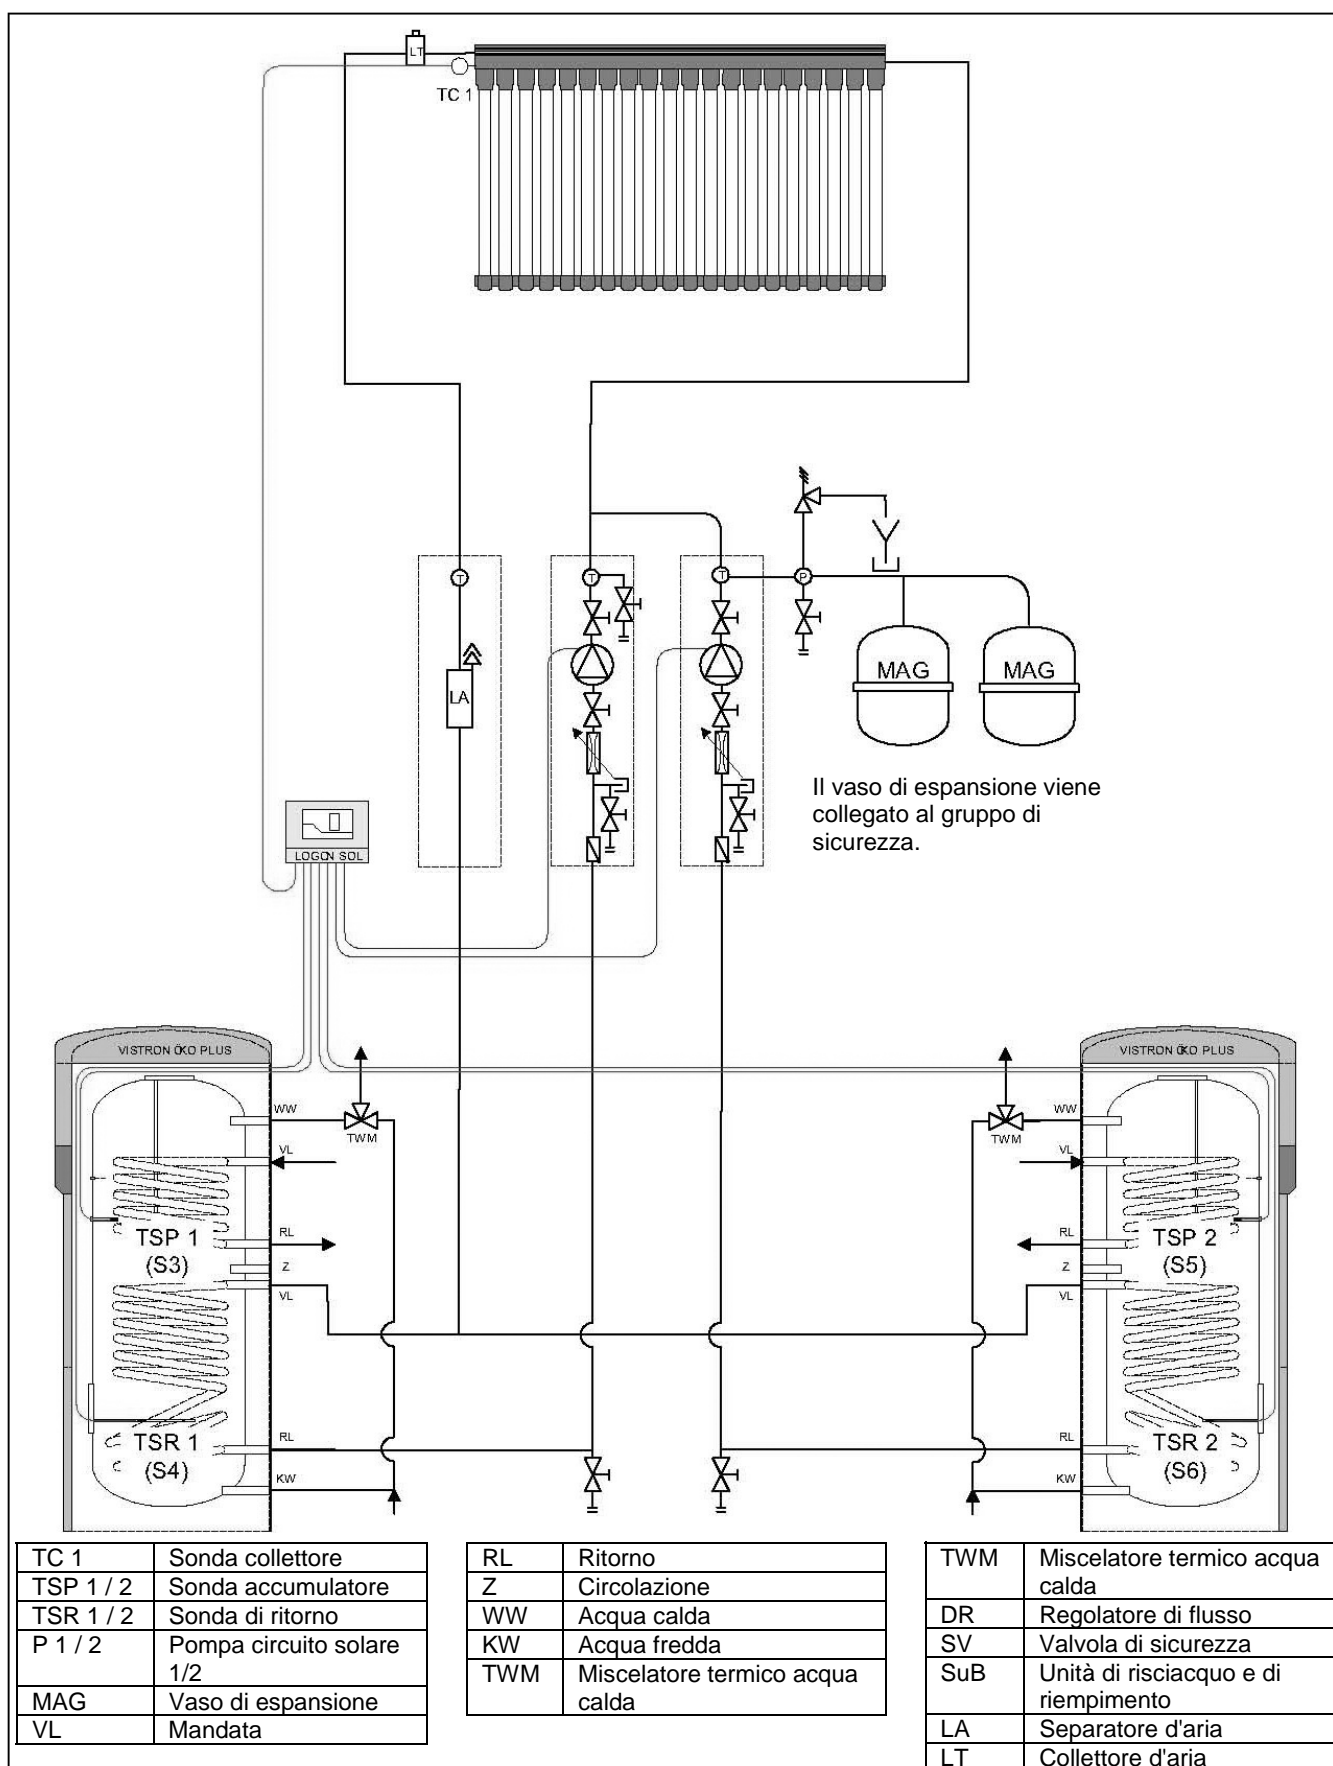 LT
TC 1
T
T
T
P
LA
MAG
MAG
Il vaso di espansione viene
collegato al gruppo di
sicurezza.
LOGON SOL
VISTRON ÖKO PLUS
VISTRON ÖKO PLUS
WW
TWM
VL
TSP 1
(S3)
RL
Z
VL
TSR 1
(S4)
RL
KW
WW
TWM
VL
TSP 2
(S5)
RL
Z
VL
TSR 2
(S6)
RL
KW
TC 1 Sonda collettore
TSP 1 / 2 Sonda accumulatore
TSR 1 / 2 Sonda di ritorno
P 1 / 2 Pompa circuito solare
1/2
MAG Vaso di espansione
VL Mandata
RL Ritorno
Z Circolazione
WW Acqua calda
KW Acqua fredda
TWM Miscelatore termico acqua
calda
TWM Miscelatore termico acqua
calda
DR Regolatore di flusso
SV Valvola di sicurezza
SuB Unità di risciacquo e di
riempimento
LA Separatore d'aria
LT Collettore d'aria